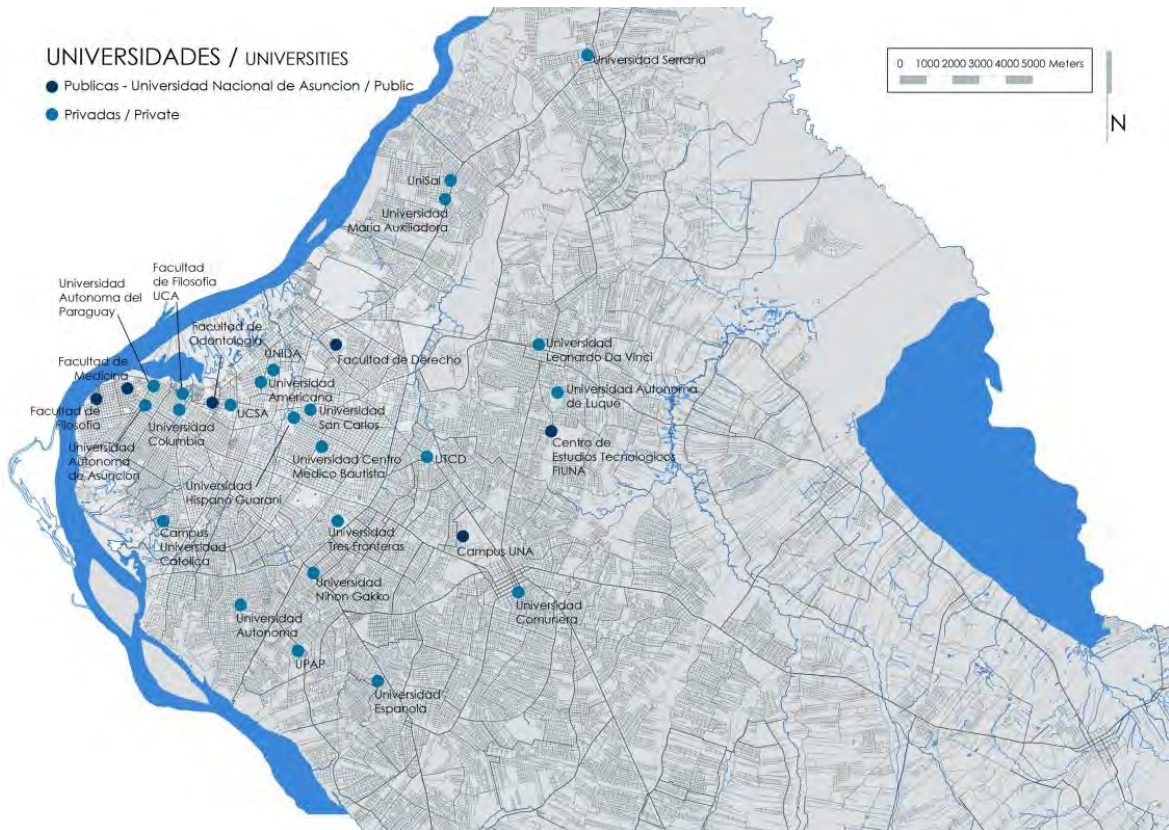 UNIVERSIDADES / UNIVERSITIES
Publicas - Universidad Nacional de Asuncion / Public
Privadas / Private
0 1000 2000 3000 4000 5000 Meters
N
Universidad Serrana
UniSal
Universidad
Maria Auxiliadora
Facultad
de Filosofia
UCA
Universidad
Autonoma del
Paraguay
Facultad de
Odontologia
UNIDA
Facultad de Derecho
Universidad
Leonardo Da Vinci
Facultad de
Medicina
Universidad
Americana
Universidad Autonoma
de Luque
Facultad de
Filosofia
UCSA
Universidad
San Carlos
Universidad
Columbia
Centro de
Estudios Tecnologicos
FIUNA
Universidad
Autonoma
de Asuncion
Universidad Centro
Medico Bautista
UTCD
Universidad
Hispano Guarani
Campus
Universidad
Catolica
Universidad
Tres Fronteras
Campus UNA
Universidad
Nihon Gakko
Universidad
Comunera
Universidad
Autonoma
UPAP
Universidad
Espanola